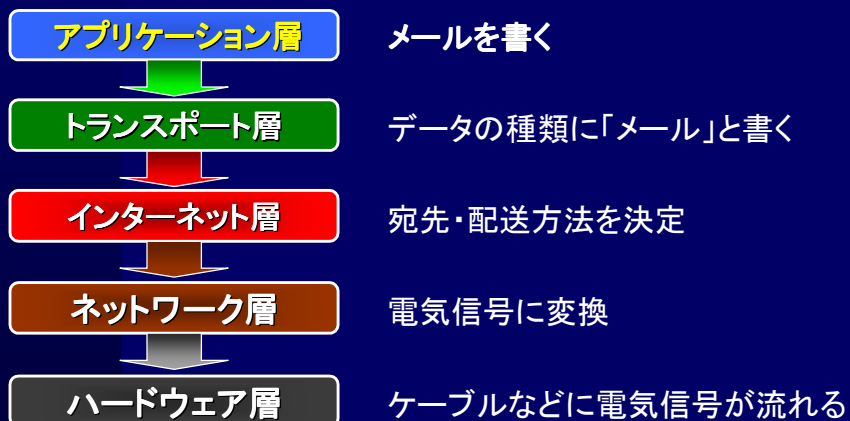 アプリケーション層 メールを書く
トランスポート層 データの種類に「メール」と書く
インターネット層 宛先・配送方法を決定
ネットワーク層 電気信号に変換
ハードウェア層 ケーブルなどに電気信号が流れる